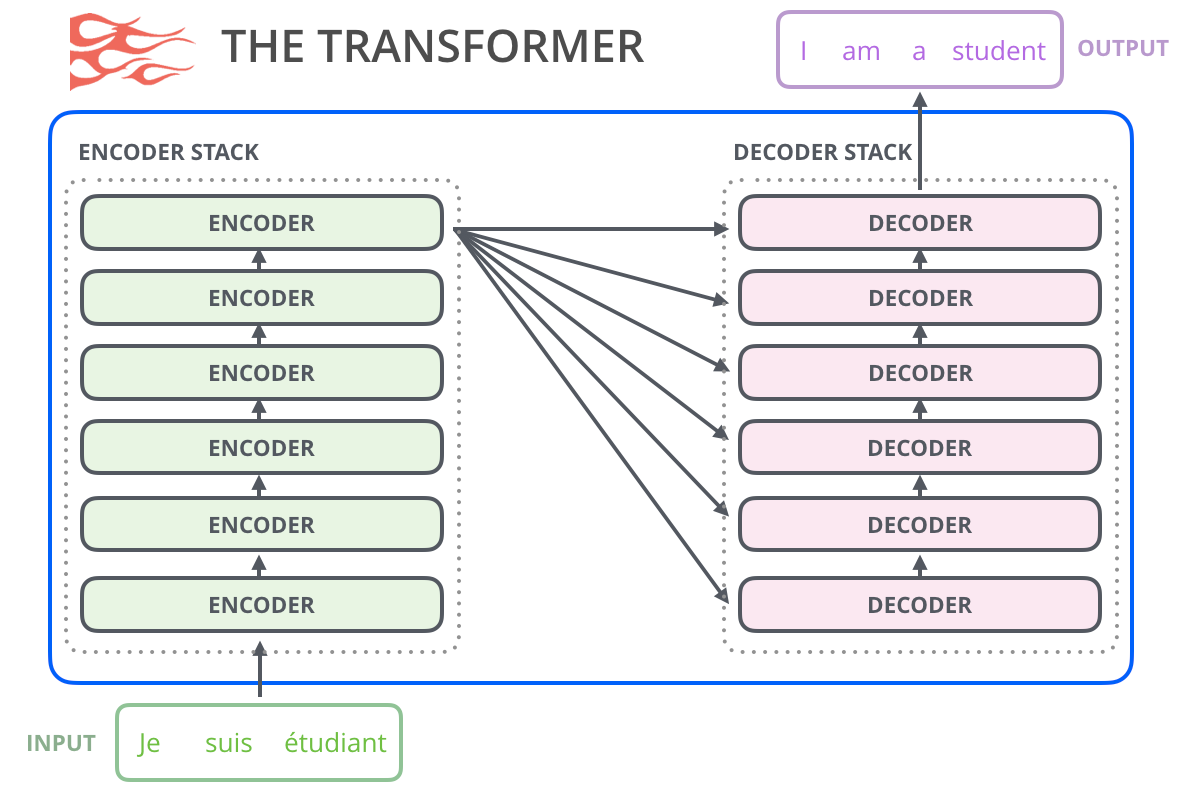 THE TRANSFORMER
I am a student
OUTPUT
ENCODER STACK
ENCODER
ENCODER
ENCODER
ENCODER
ENCODER
ENCODER
DECODER STACK
DECODER
DECODER
DECODER
DECODER
DECODER
DECODER
INPUT
Je suis étudiant